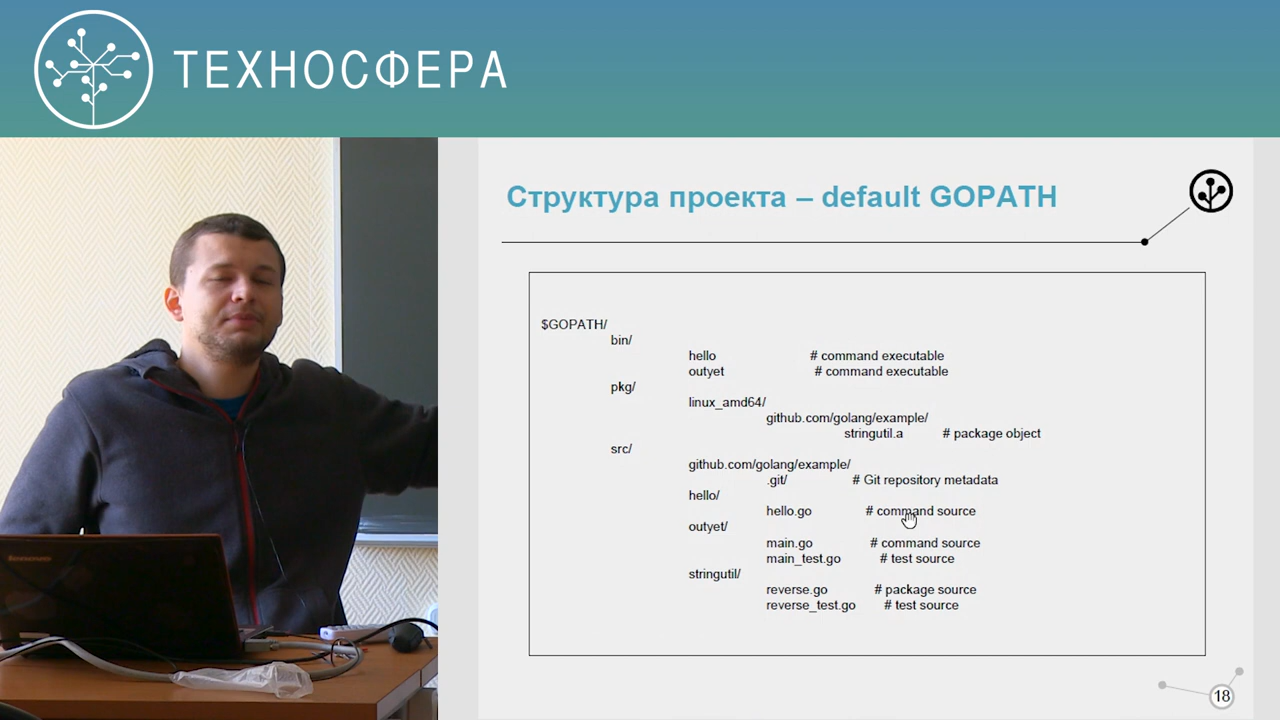 ТЕХНОСФЕРА
Структура проекта – default GOPATH
$GOPATH/
bin/
hello # command executable
outyet # command executable
pkg/
linux_amd64/
github.com/golang/example/
stringutil.a # package object
src/
github.com/golang/example/
.git/ # Git repository metadata
hello/
hello.go # command source
outyet/
main.go # command source
main_test.go # test source
stringutil/
reverse.go # package source
reverse_test.go # test source
18